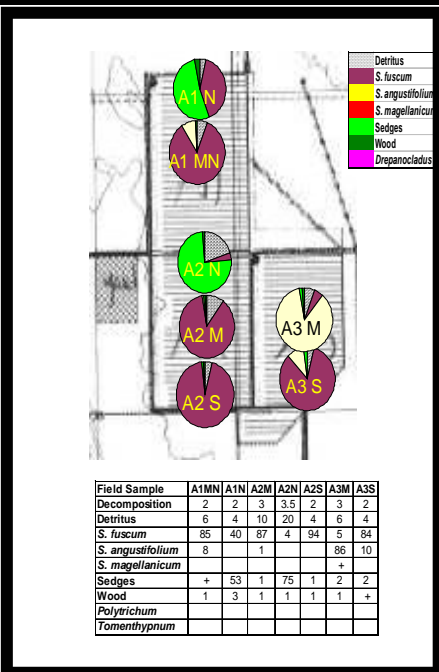 Detritus
S. fuscum
S. angustifolium
S. magellanicum
Sedges
Wood
Drepanocladus
A1 N
A1 MN
A2 N
A2 M
A3 M
A2 S
A3 S
Field Sample A1MN A1N A2M A2N A2S A3M A3S
Decomposition 2 2 3 3.5 2 3 2
Detritus 6 4 10 20 4 6 4
S. fuscum 85 40 87 4 94 5 84
S. angustifolium 8 1 86 10
S. magellanicum +
Sedges + 53 1 75 1 2 2
Wood 1 3 1 1 1 1 +
Polytrichum
Tomenthypnum